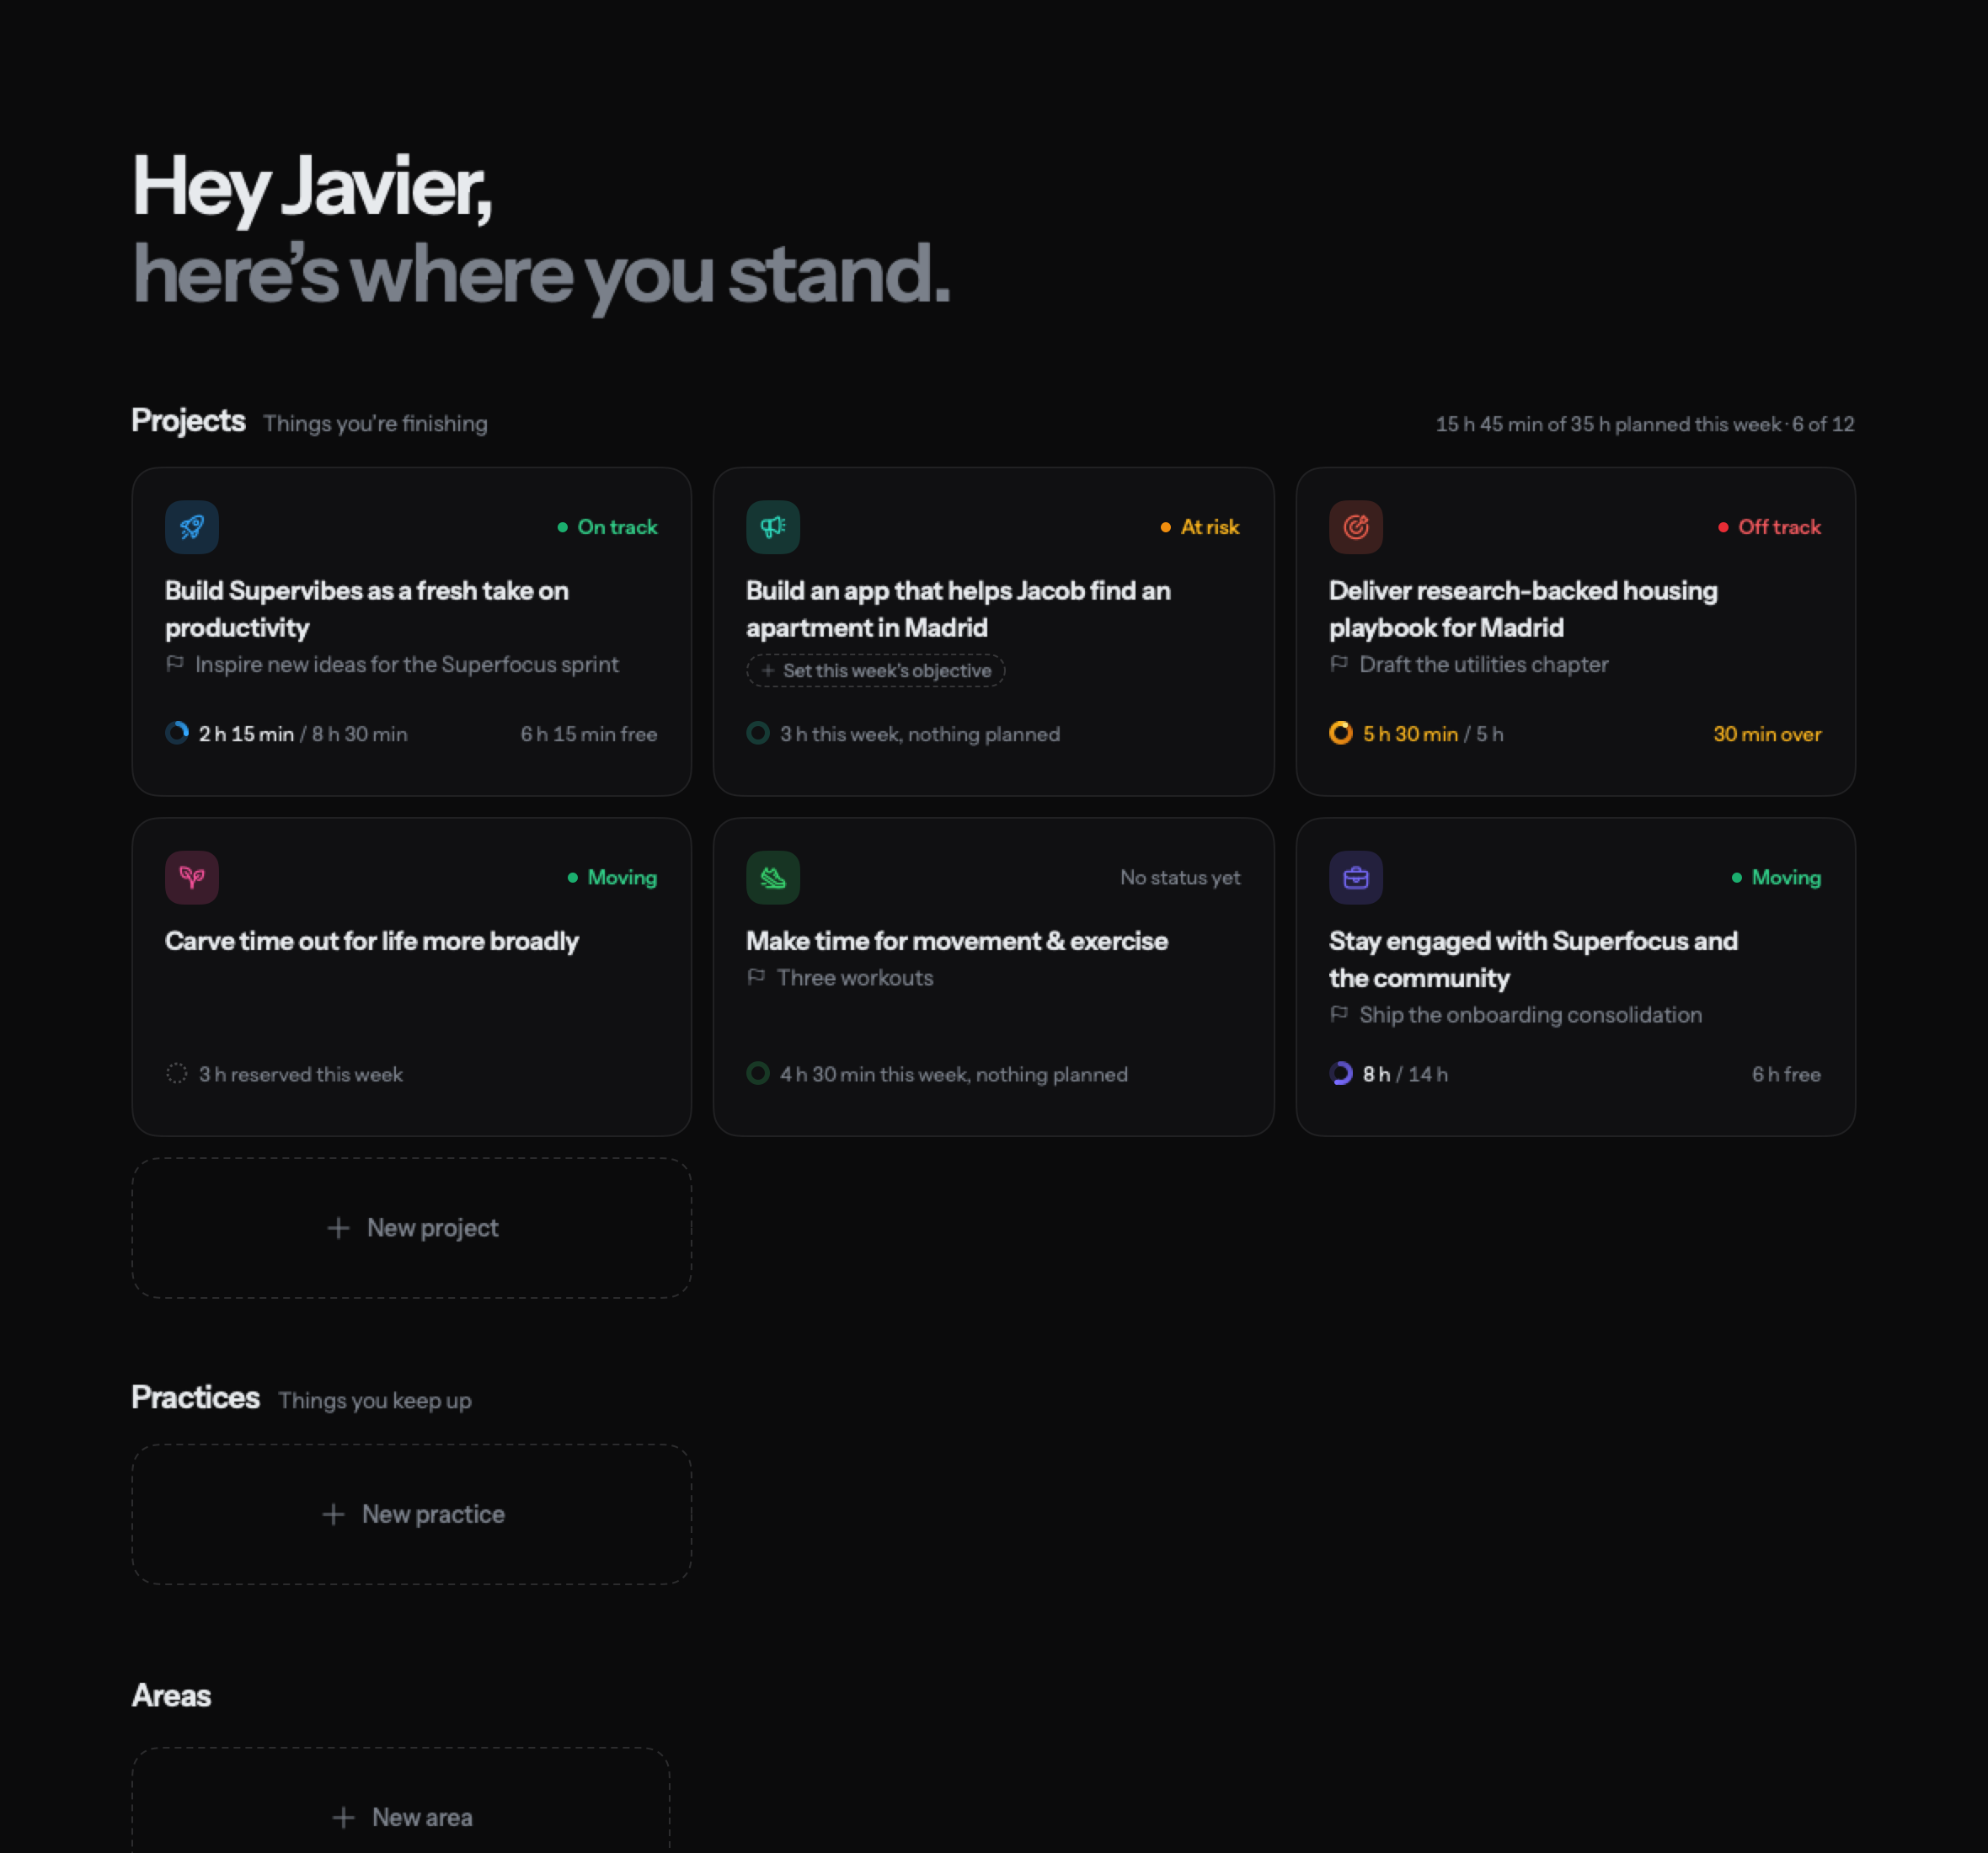 Hey Javier,
here’s where you stand.
Projects Things you're finishing
15 h 45 min of 35 h planned this week · 6 of 12
On track
Build Supervibes as a fresh take on
productivity
Inspire new ideas for the Superfocus sprint
2 h 15 min / 8 h 30 min
6 h 15 min free
At risk
Build an app that helps Jacob find an
apartment in Madrid
+ Set this week's objective
3 h this week, nothing planned
Off track
Deliver research-backed housing
playbook for Madrid
Draft the utilities chapter
5 h 30 min / 5 h
30 min over
Moving
Carve time out for life more broadly
3 h reserved this week
No status yet
Make time for movement & exercise
Three workouts
4 h 30 min this week, nothing planned
Moving
Stay engaged with Superfocus and
the community
Ship the onboarding consolidation
8 h / 14 h
6 h free
+ New project
Practices Things you keep up
+ New practice
Areas
+ New area